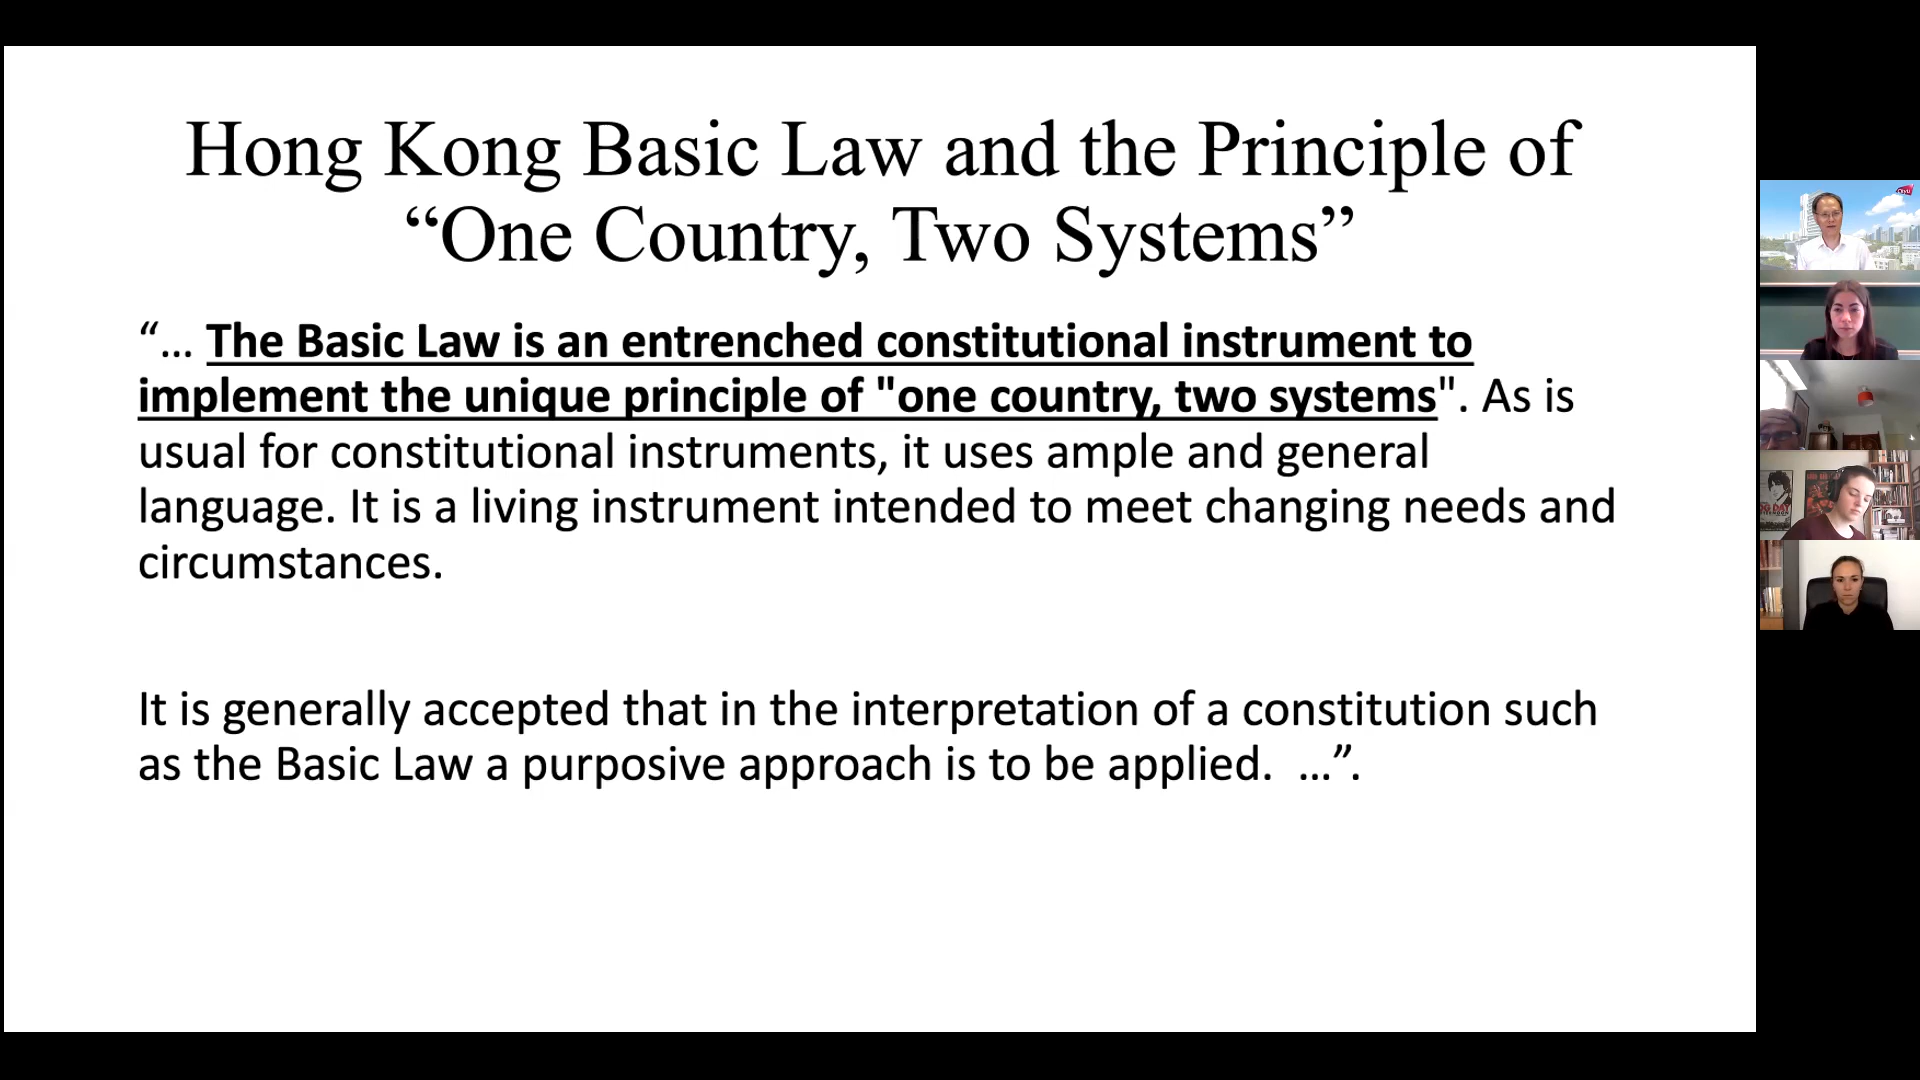 Hong Kong Basic Law and the Principle of
“One Country, Two Systems”
“… The Basic Law is an entrenched constitutional instrument to
implement the unique principle of "one country, two systems". As is
usual for constitutional instruments, it uses ample and general
language. It is a living instrument intended to meet changing needs and
circumstances.
It is generally accepted that in the interpretation of a constitution such
as the Basic Law a purposive approach is to be applied.  …”.